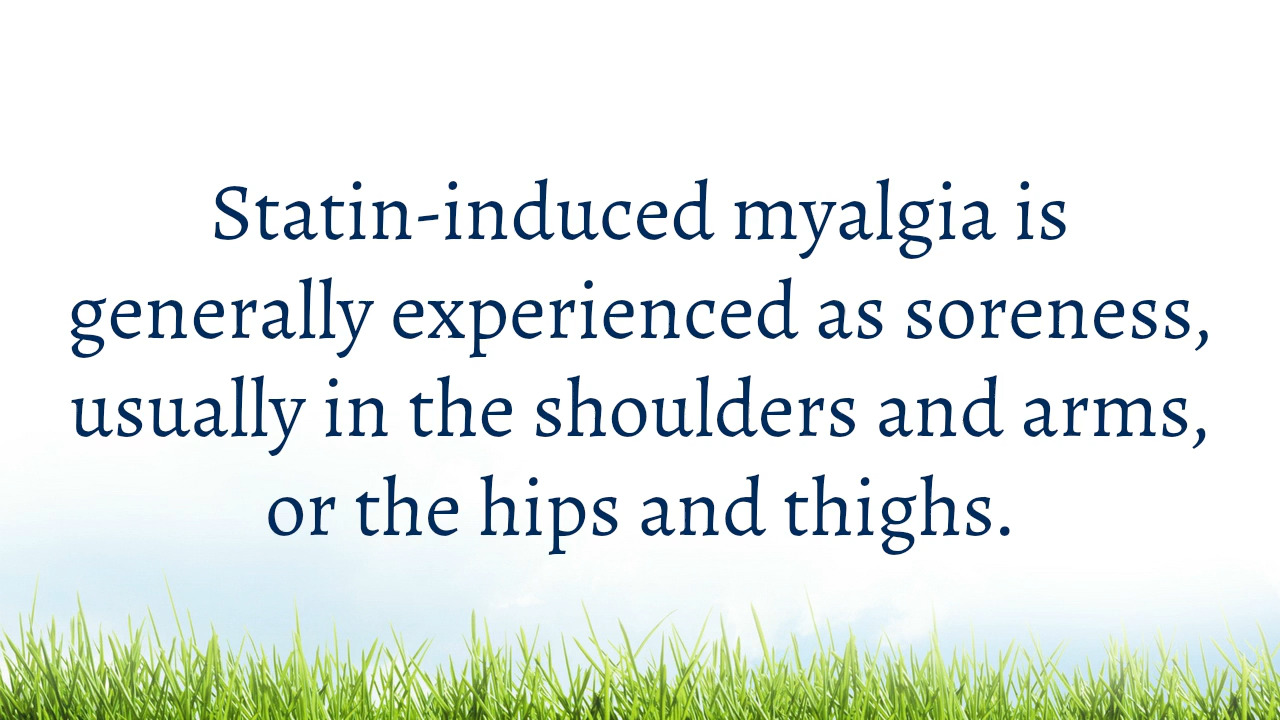 Statin-induced myalgia is
generally experienced as soreness,
usually in the shoulders and arms,
or the hips and thighs.